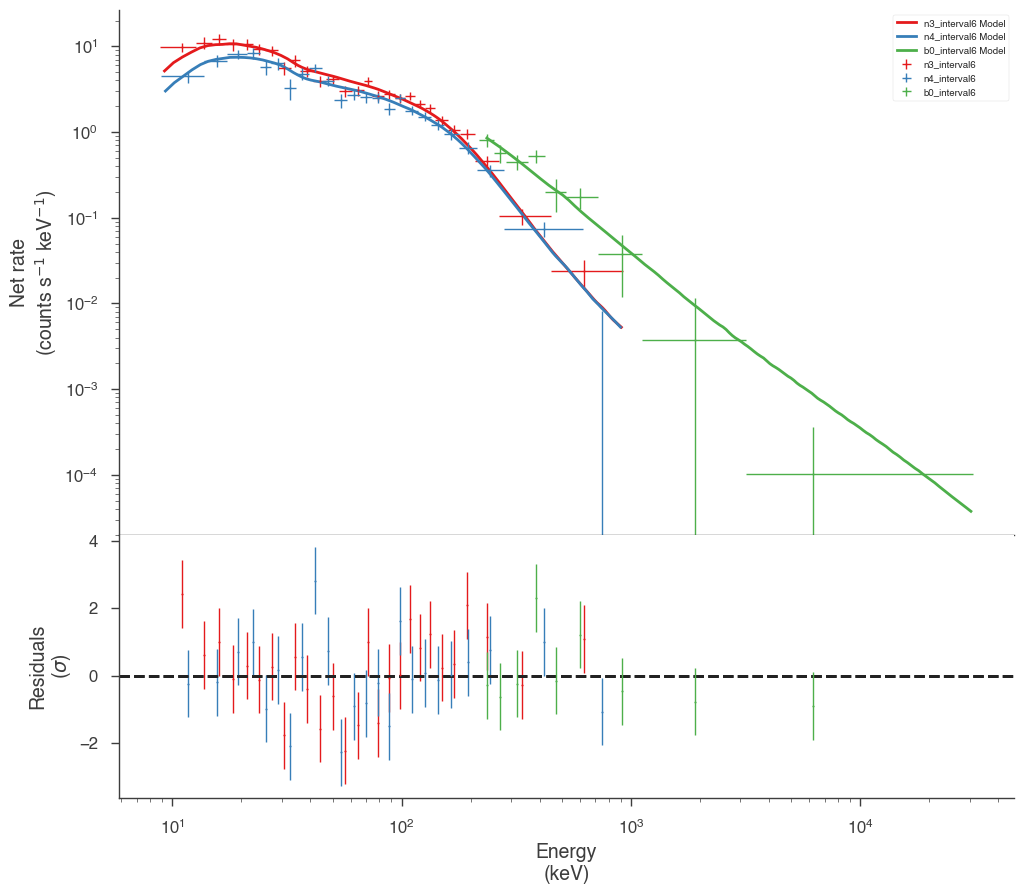 n3_interval6 Model
n4_interval6 Model
b0_interval6 Model
n3_interval6
n4_interval6
b0_interval6
Net rate
(counts s⁻¹ keV⁻¹)
10¹
10⁰
10⁻¹
10⁻²
10⁻³
10⁻⁴
Residuals
(σ)
4
2
0
−2
10¹ 10² 10³ 10⁴
Energy
(keV)